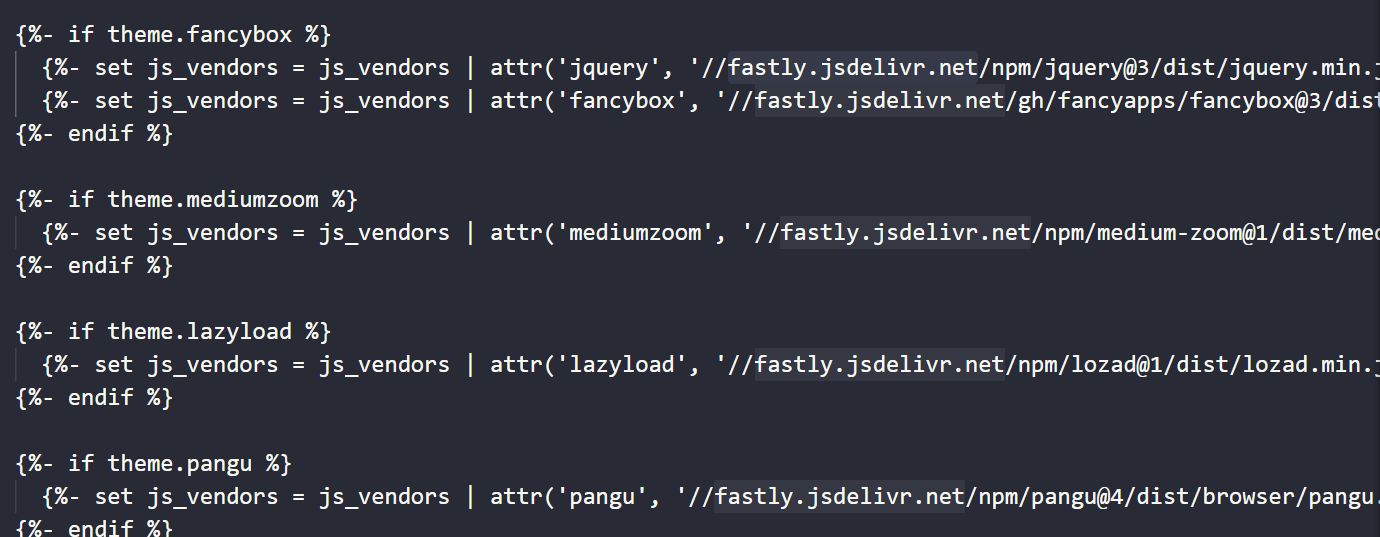 {%- if theme.fancybox %}
{%- set js_vendors = js_vendors | attr('jquery', '//fastly.jsdelivr.net/npm/jquery@3/dist/jquery.min.j
{%- set js_vendors = js_vendors | attr('fancybox', '//fastly.jsdelivr.net/gh/fancyapps/fancybox@3/dist
{%- endif %}
{%- if theme.mediumzoom %}
{%- set js_vendors = js_vendors | attr('mediumzoom', '//fastly.jsdelivr.net/npm/medium-zoom@1/dist/med
{%- endif %}
{%- if theme.lazyload %}
{%- set js_vendors = js_vendors | attr('lazyload', '//fastly.jsdelivr.net/npm/lozad@1/dist/lozad.min.j
{%- endif %}
{%- if theme.pangu %}
{%- set js_vendors = js_vendors | attr('pangu', '//fastly.jsdelivr.net/npm/pangu@4/dist/browser/pangu.
{%- endif %}